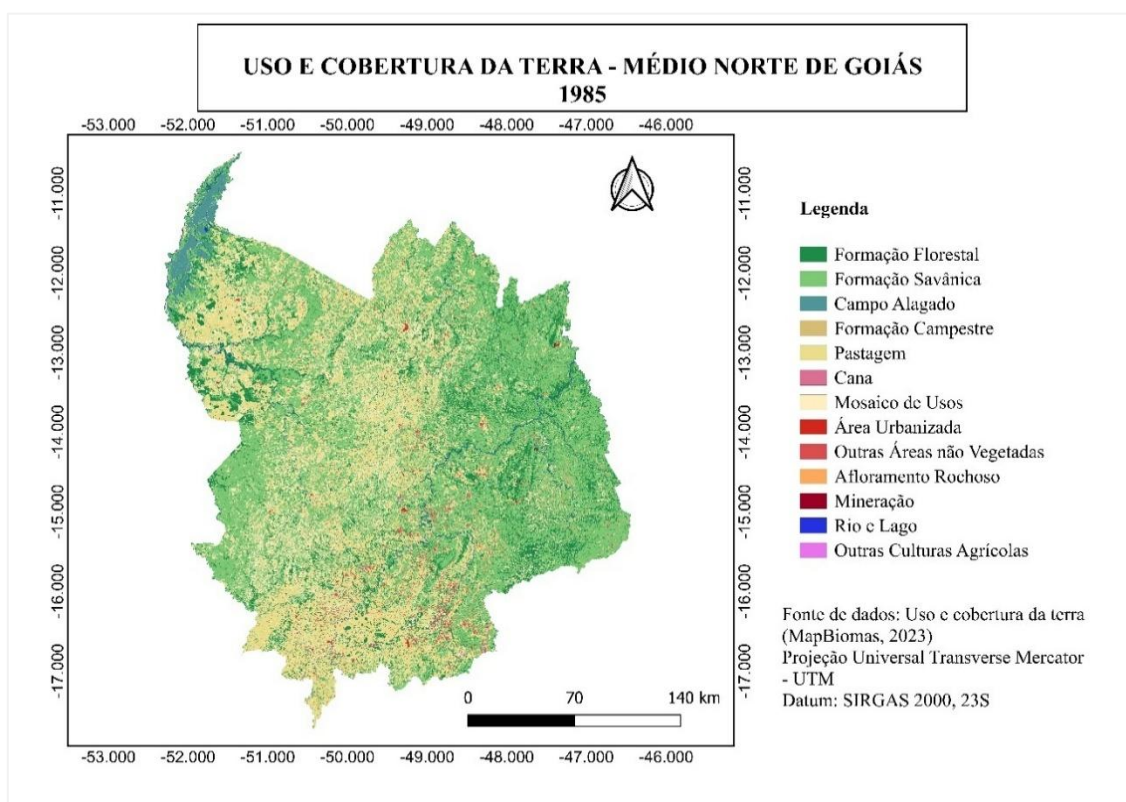 USO E COBERTURA DA TERRA - MÉDIO NORTE DE GOIÁS
1985
-53.000 -52.000 -51.000 -50.000 -49.000 -48.000 -47.000 -46.000
-11.000 -11.000
-12.000 -12.000
-13.000 -13.000
-14.000 -14.000
-15.000 -15.000
-16.000 -16.000
-17.000 -17.000
Legenda
Formação Florestal
Formação Savânica
Campo Alagado
Formação Campestre
Pastagem
Cana
Mosaico de Usos
Área Urbanizada
Outras Áreas não Vegetadas
Afloramento Rochoso
Mineração
Rio e Lago
Outras Culturas Agrícolas
Fonte de dados: Uso e cobertura da terra
(MapBiomas, 2023)
Projeção Universal Transverse Mercator
- UTM
Datum: SIRGAS 2000, 23S
0 70 140 km
-53.000 -52.000 -51.000 -50.000 -49.000 -48.000 -47.000 -46.000